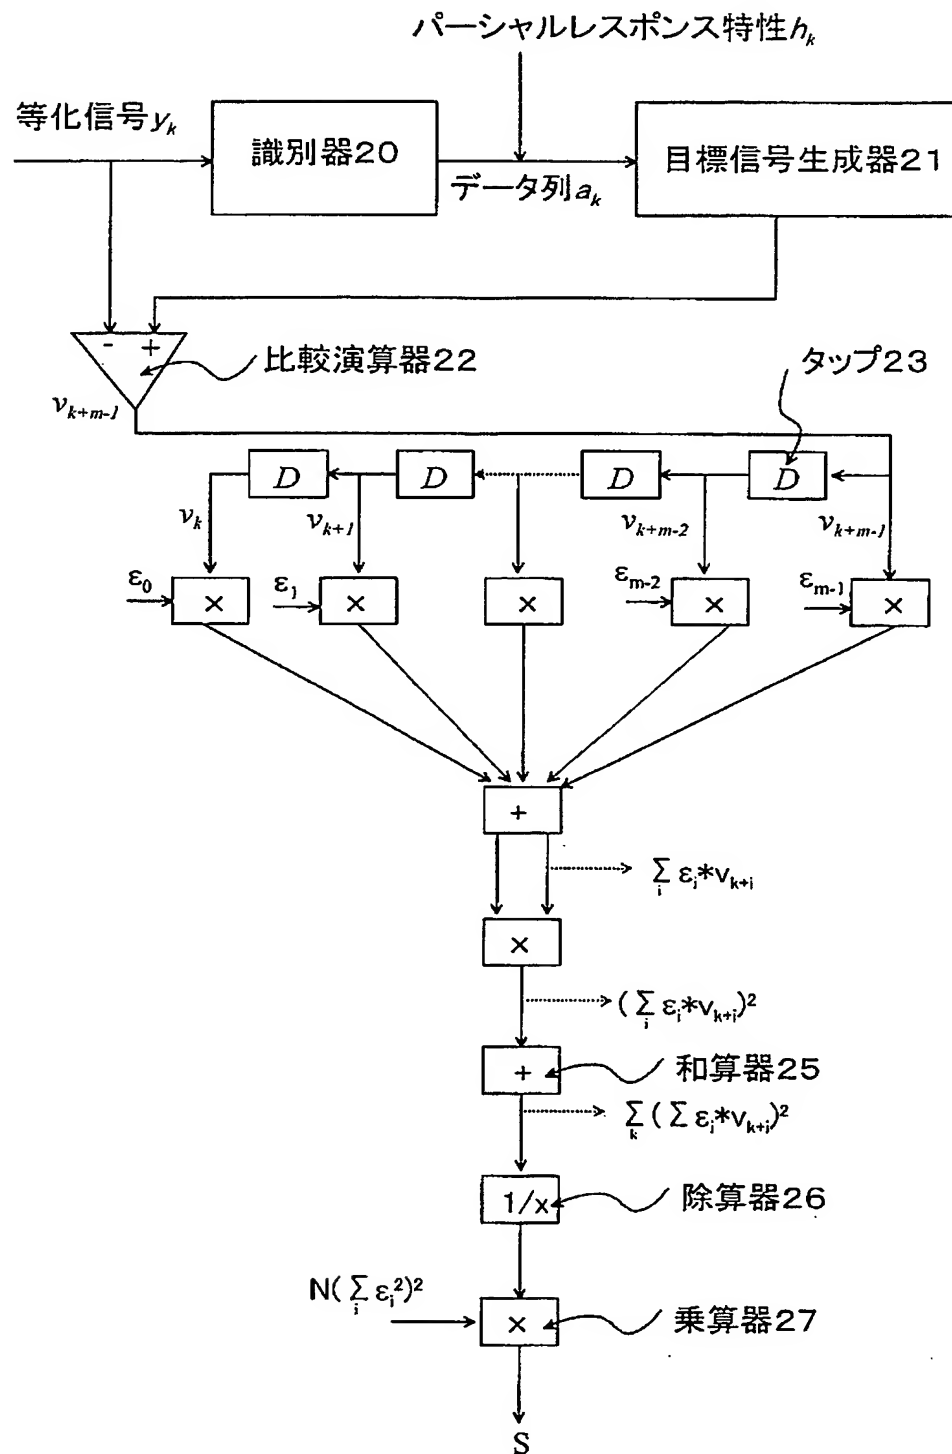 パーシャルレスポンス特性hₖ
等化信号yₖ
識別器20
データ列aₖ
目標信号生成器21
- +
比較演算器22
タップ23
vₖ₊ₘ₋₁
D D D D
vₖ vₖ₊₁ vₖ₊ₘ₋₂ vₖ₊ₘ₋₁
ε₀ ε₁ εₘ₋₂ εₘ₋₁
× × × × ×
+
∑ᵢ εᵢ*vₖ₊ᵢ
×
(∑ᵢ εᵢ*vₖ₊ᵢ)²
+
和算器25
∑ₖ(∑ εᵢ*vₖ₊ᵢ)²
1/x
除算器26
N(∑ᵢ εᵢ²)²
×
乗算器27
S